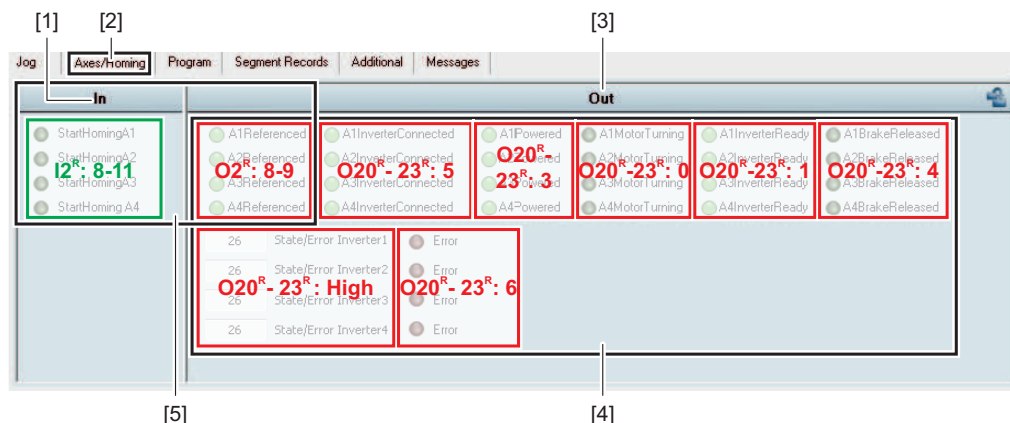 [1] [2] [3]
Jog Axes/Homing Program Segment Records Additional Messages
In Out
StartHomingA1 A1Referenced A1InverterConnected A1Powered A1MotorTurning A1InverterReady A1BrakeReleased
StartHomingA2 A2Referenced A2InverterConnected A2Powered A2MotorTurning A2InverterReady A2BrakeReleased
I2R: 8-11 O2R: 8-9 O20R- 23R: 5 O20R- 23R: 3 O20R-23R: 0 O20R-23R: 1 O20R-23R: 4
StartHomingA3 A3Referenced A3InverterConnected A3Powered A3MotorTurning A3InverterReady A3BrakeReleased
StartHoming A4 A4Referenced A4InverterConnected A4Powered A4MotorTurning A4InverterReady A4BrakeReleased
26 State/Error Inverter1 Error
26 State/Error Inverter2 Error
O20R- 23R: High O20R- 23R: 6
26 State/Error Inverter3 Error
26 State/Error Inverter4 Error
[5] [4]